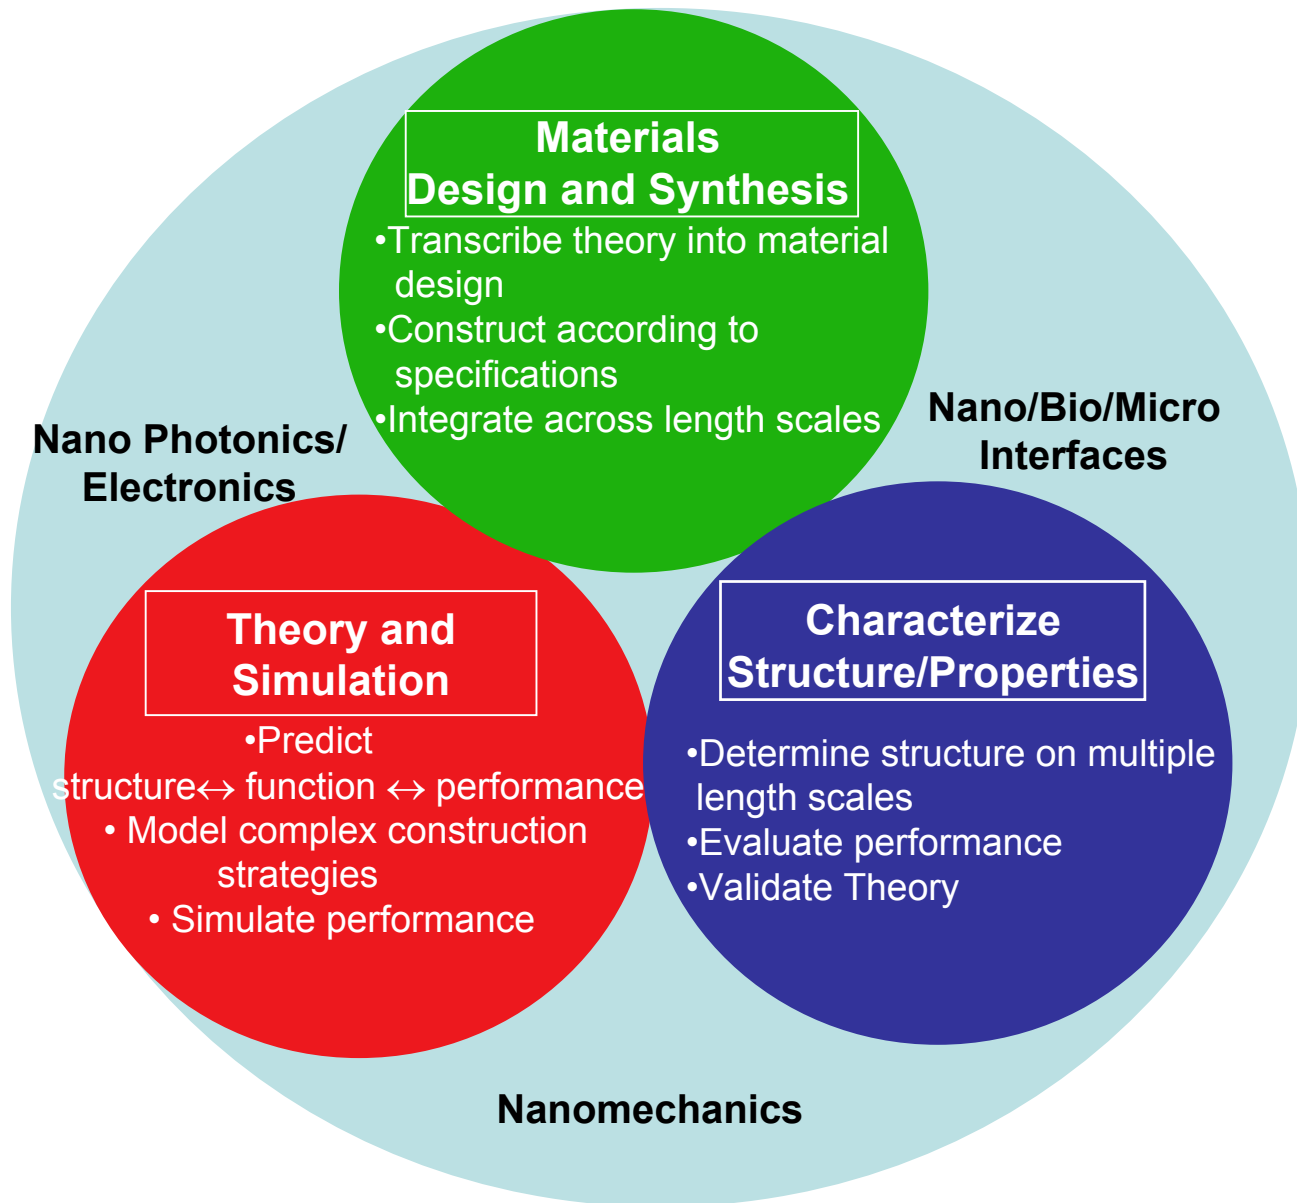 Materials
Design and Synthesis
•Transcribe theory into material
design
•Construct according to
specifications
•Integrate across length scales
Nano Photonics/
Electronics
Nano/Bio/Micro
Interfaces
Theory and
Simulation
•Predict
structure↔ function ↔ performance
• Model complex construction
strategies
• Simulate performance
Characterize
Structure/Properties
•Determine structure on multiple
length scales
•Evaluate performance
•Validate Theory
Nanomechanics